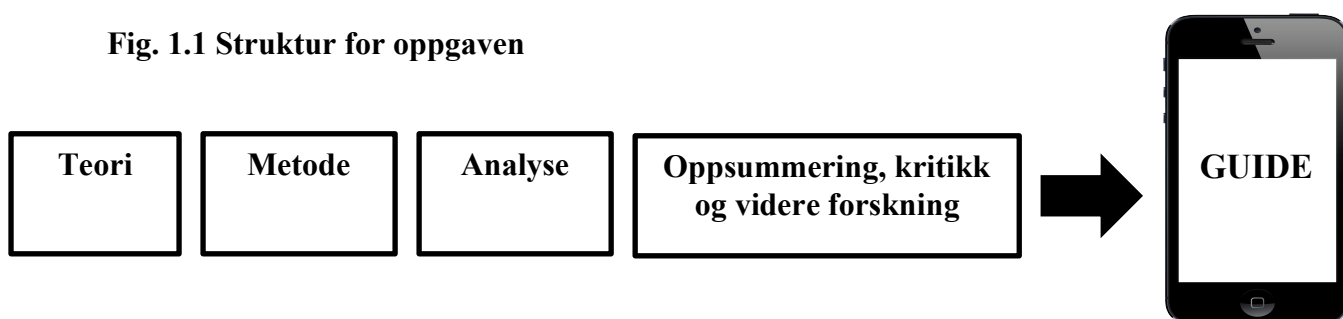 Fig. 1.1 Struktur for oppgaven
Teori
Metode
Analyse
Oppsummering, kritikk
og videre forskning
GUIDE